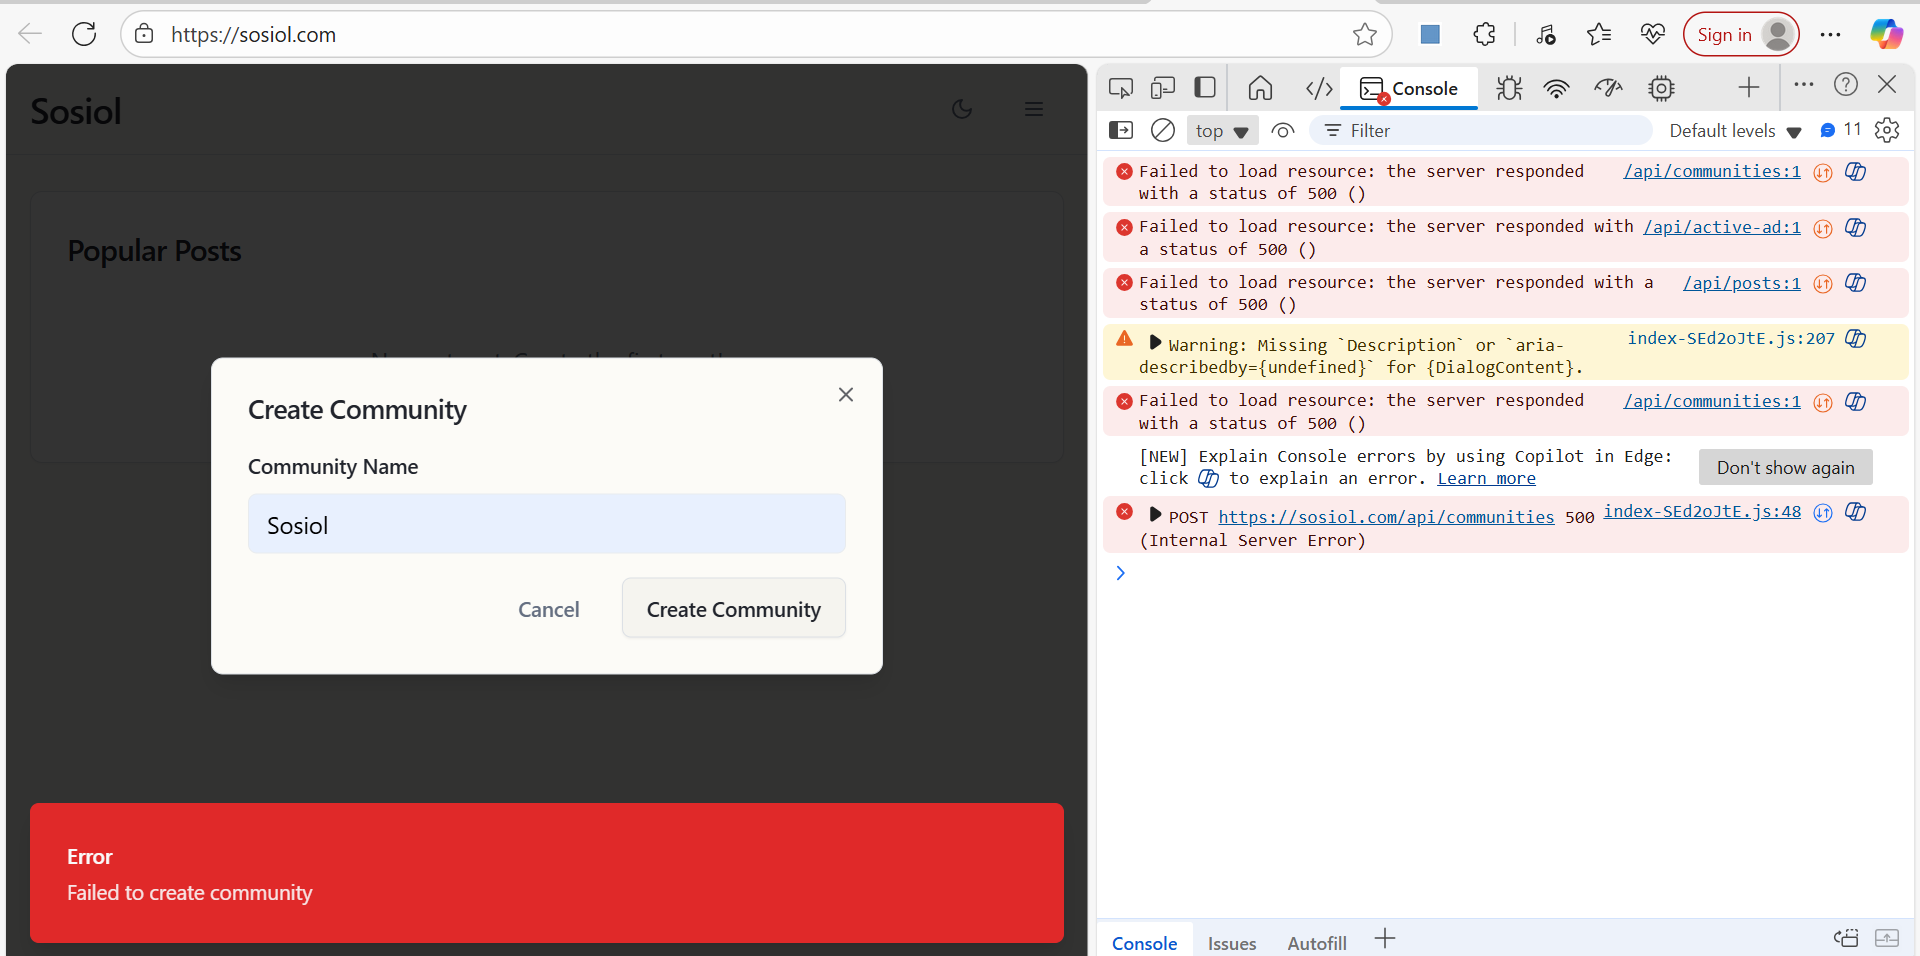 https://sosiol.com
Sign in
Sosiol
Popular Posts
Create Community
Community Name
Sosiol
Cancel
Create Community
Error
Failed to create community
Console
top
Filter
Default levels
11
Failed to load resource: the server responded with a status of 500 ()
/api/communities:1
Failed to load resource: the server responded with a status of 500 ()
/api/active-ad:1
Failed to load resource: the server responded with a status of 500 ()
/api/posts:1
Warning: Missing `Description` or `aria-describedby={undefined}` for {DialogContent}.
index-SEd2oJtE.js:207
Failed to load resource: the server responded with a status of 500 ()
/api/communities:1
[NEW] Explain Console errors by using Copilot in Edge: click to explain an error. Learn more
Don't show again
POST https://sosiol.com/api/communities 500 (Internal Server Error)
index-SEd2oJtE.js:48
Console
Issues
Autofill